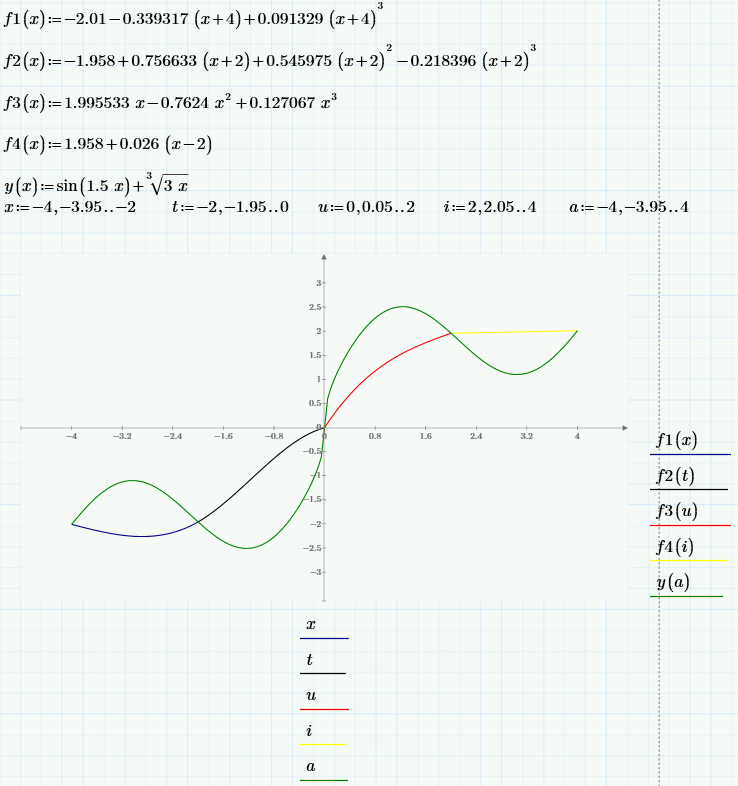 f1(x):=−2.01−0.339317 (x+4)+0.091329 (x+4)³
f2(x):=−1.958+0.756633 (x+2)+0.545975 (x+2)²−0.218396 (x+2)³
f3(x):=1.995533 x−0.7624 x²+0.127067 x³
f4(x):=1.958+0.026 (x−2)
y(x):=sin(1.5 x)+∛(3 x)
x:=−4,−3.95..−2 t:=−2,−1.95..0 u:=0,0.05..2 i:=2,2.05..4 a:=−4,−3.95..4
3
2.5
2
1.5
1
0.5
0
−4 −3.2 −2.4 −1.6 −0.8 0 0.8 1.6 2.4 3.2 4
−0.5
−1
−1.5
−2
−2.5
−3
f1(x)
f2(t)
f3(u)
f4(i)
y(a)
x
t
u
i
a